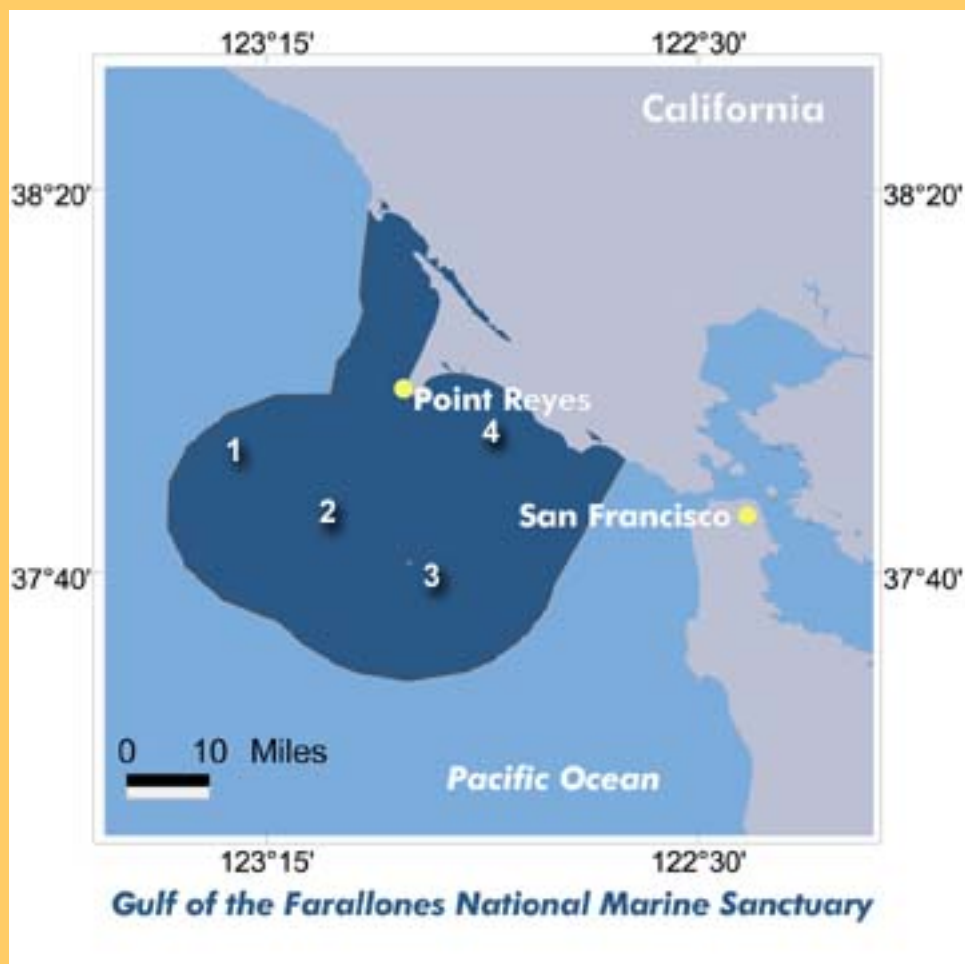 123°15' 122°30'
California
38°20' 38°20'
Point Reyes
1 4
2 San Francisco
3
37°40' 37°40'
0 10 Miles
Pacific Ocean
123°15' 122°30'
Gulf of the Farallones National Marine Sanctuary